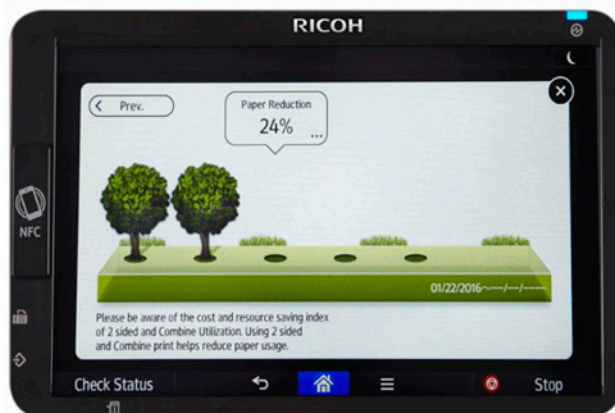 RICOH
Prev.
Paper Reduction
24%
...
NFC
01/22/2016~--/--/----
Please be aware of the cost and resource saving index
of 2 sided and Combine Utilization. Using 2 sided
and Combine print helps reduce paper usage.
Check Status
Stop